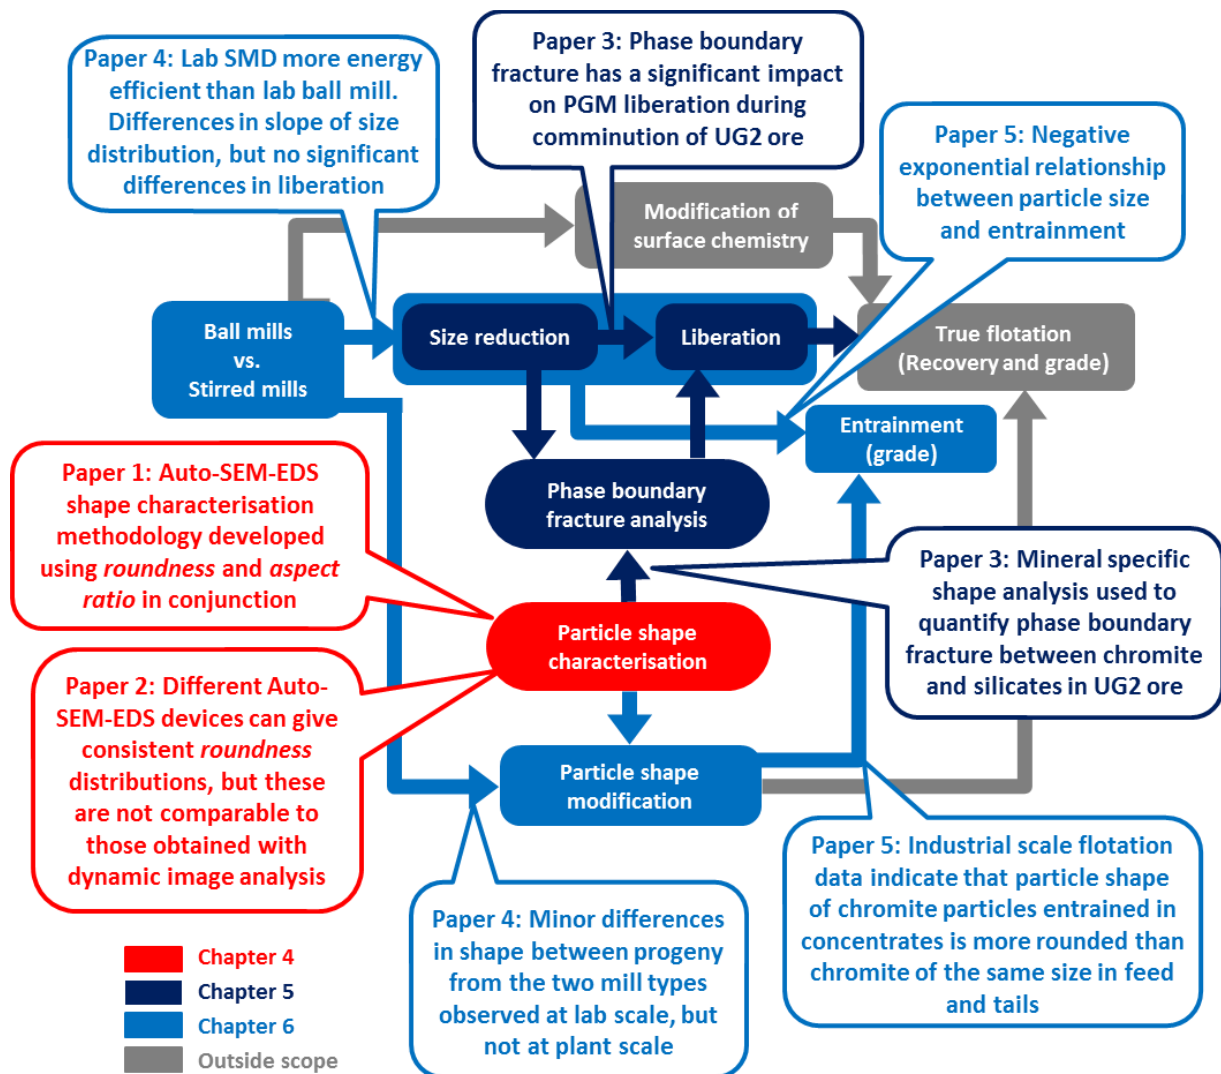 Paper 4: Lab SMD more energy
efficient than lab ball mill.
Differences in slope of size
distribution, but no significant
differences in liberation
Paper 3: Phase boundary
fracture has a significant impact
on PGM liberation during
comminution of UG2 ore
Paper 5: Negative
exponential relationship
between particle size
and entrainment
Modification of
surface chemistry
Ball mills
vs.
Stirred mills
Size reduction
Liberation
True flotation
(Recovery and grade)
Entrainment
(grade)
Paper 1: Auto-SEM-EDS
shape characterisation
methodology developed
using roundness and aspect
ratio in conjunction
Phase boundary
fracture analysis
Paper 3: Mineral specific
shape analysis used to
quantify phase boundary
fracture between chromite
and silicates in UG2 ore
Particle shape
characterisation
Paper 2: Different Auto-
SEM-EDS devices can give
consistent roundness
distributions, but these
are not comparable to
those obtained with
dynamic image analysis
Particle shape
modification
Paper 5: Industrial scale flotation
data indicate that particle shape
of chromite particles entrained in
concentrates is more rounded than
chromite of the same size in feed
and tails
Paper 4: Minor differences
in shape between progeny
from the two mill types
observed at lab scale, but
not at plant scale
Chapter 4
Chapter 5
Chapter 6
Outside scope